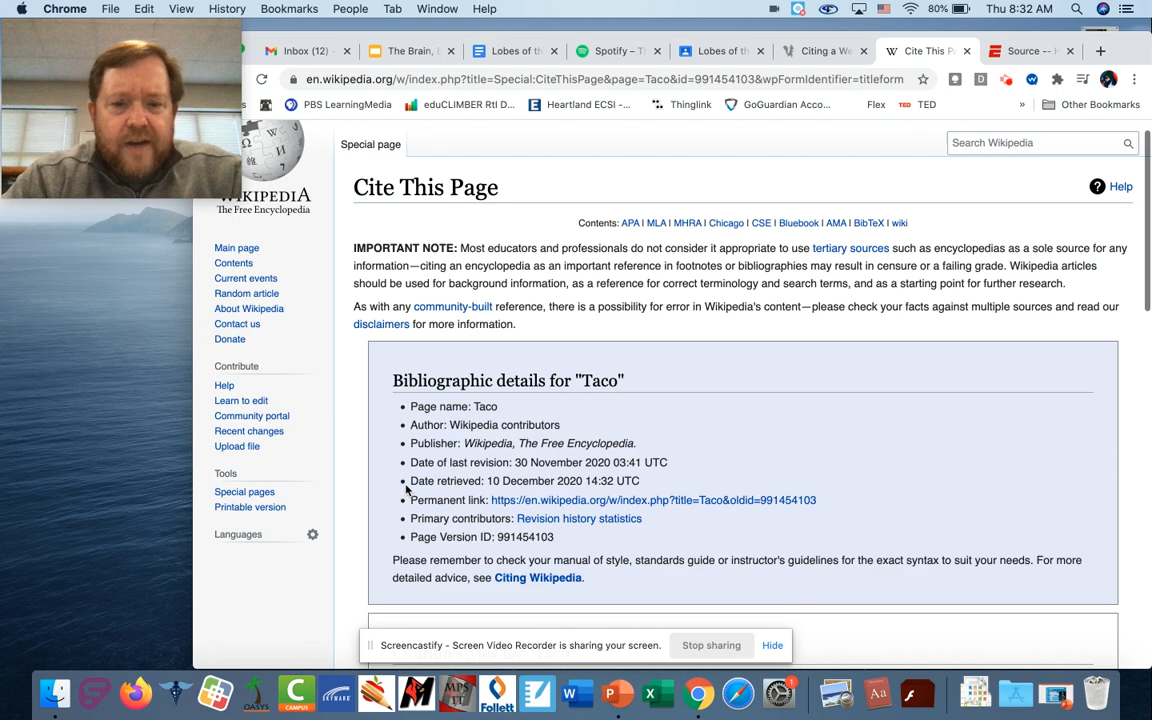 Chrome File Edit View History Bookmarks People Tab Window Help 80% Thu 8:32 AM
Inbox (12) - The Brain, E Lobes of the Spotify – T Lobes of th Citing a We Cite This P Source -- H
en.wikipedia.org/w/index.php?title=Special:CiteThisPage&page=Taco&id=991454103&wpFormIdentifier=titleform
PBS LearningMedia eduCLIMBER RtI D... Heartland ECSI -... Thinglink GoGuardian Acco... Flex TED TED » Other Bookmarks
WIKIPEDIA
The Free Encyclopedia
Main page
Contents
Current events
Random article
About Wikipedia
Contact us
Donate
Contribute
Help
Learn to edit
Community portal
Recent changes
Upload file
Tools
Special pages
Printable version
Languages
Special page
Search Wikipedia
Cite This Page
Help
Contents: APA | MLA | MHRA | Chicago | CSE | Bluebook | AMA | BibTeX | wiki
IMPORTANT NOTE: Most educators and professionals do not consider it appropriate to use tertiary sources such as encyclopedias as a sole source for any
information—citing an encyclopedia as an important reference in footnotes or bibliographies may result in censure or a failing grade. Wikipedia articles
should be used for background information, as a reference for correct terminology and search terms, and as a starting point for further research.
As with any community-built reference, there is a possibility for error in Wikipedia's content—please check your facts against multiple sources and read our
disclaimers for more information.
Bibliographic details for "Taco"
• Page name: Taco
• Author: Wikipedia contributors
• Publisher: Wikipedia, The Free Encyclopedia.
• Date of last revision: 30 November 2020 03:41 UTC
• Date retrieved: 10 December 2020 14:32 UTC
• Permanent link: https://en.wikipedia.org/w/index.php?title=Taco&oldid=991454103
• Primary contributors: Revision history statistics
• Page Version ID: 991454103
Please remember to check your manual of style, standards guide or instructor's guidelines for the exact syntax to suit your needs. For more
detailed advice, see Citing Wikipedia.
Screencastify - Screen Video Recorder is sharing your screen. Stop sharing Hide
OASYS
C CAMPUS
SKYWARD
MPS IT
Follett
1
Aa